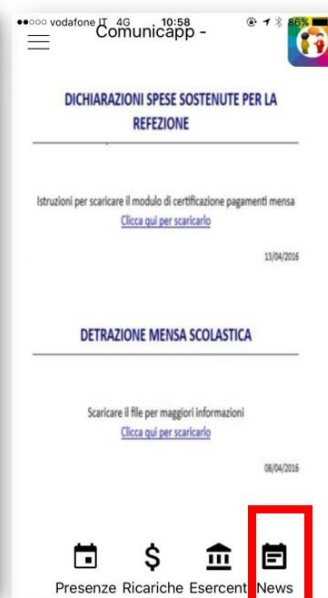 vodafone IT 4G 10:58 86%
Comunicapp -
DICHIARAZIONI SPESE SOSTENUTE PER LA
REFEZIONE
Istruzioni per scaricare il modulo di certificazione pagamenti mensa
Clicca qui per scaricarlo
13/04/2016
DETRAZIONE MENSA SCOLASTICA
Scaricare il file per maggiori informazioni
Clicca qui per scaricarlo
08/04/2016
Presenze Ricariche Esercent News